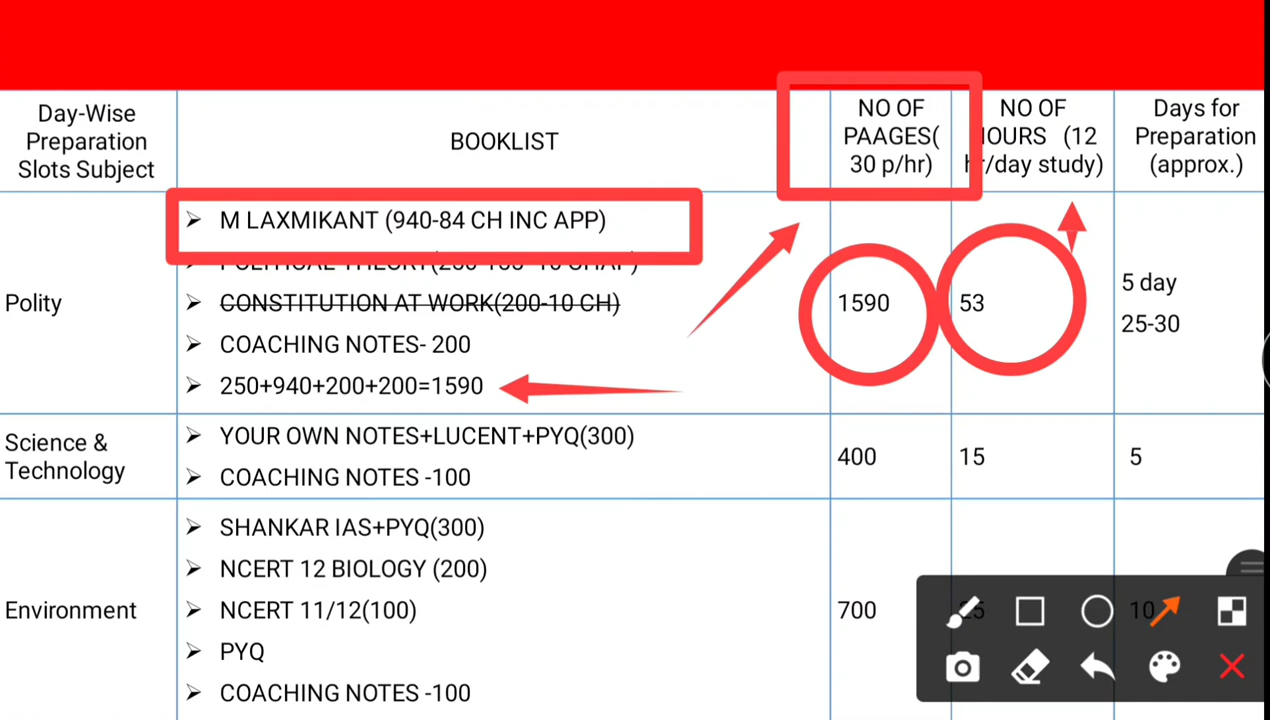 Day-Wise
Preparation
Slots Subject
BOOKLIST
NO OF
PAAGES(
30 p/hr)
NO OF
HOURS (12
hr/day study)
Days for
Preparation
(approx.)
Polity
➢ M LAXMIKANT (940-84 CH INC APP)
➢ POLITICAL THEORY(
➢ CONSTITUTION AT WORK(200-10 CH)
➢ COACHING NOTES- 200
➢ 250+940+200+200=1590
1590
53
5 day
25-30
Science &
Technology
➢ YOUR OWN NOTES+LUCENT+PYQ(300)
➢ COACHING NOTES -100
400
15
5
Environment
➢ SHANKAR IAS+PYQ(300)
➢ NCERT 12 BIOLOGY (200)
➢ NCERT 11/12(100)
➢ PYQ
➢ COACHING NOTES -100
700
10